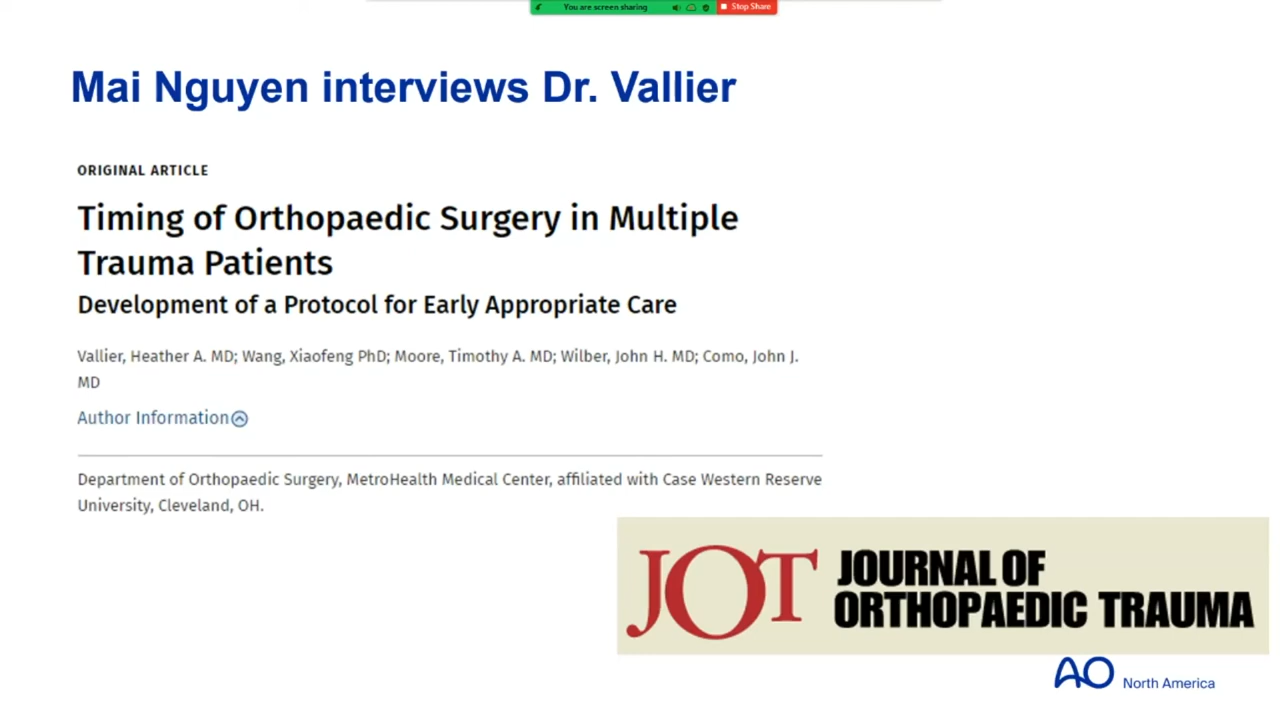 You are screen sharing
Stop Share
Mai Nguyen interviews Dr. Vallier
ORIGINAL ARTICLE
Timing of Orthopaedic Surgery in Multiple
Trauma Patients
Development of a Protocol for Early Appropriate Care
Vallier, Heather A. MD; Wang, Xiaofeng PhD; Moore, Timothy A. MD; Wilber, John H. MD; Como, John J.
MD
Author Information
Department of Orthopaedic Surgery, MetroHealth Medical Center, affiliated with Case Western Reserve
University, Cleveland, OH.
JOT JOURNAL OF
ORTHOPAEDIC TRAUMA
AO North America